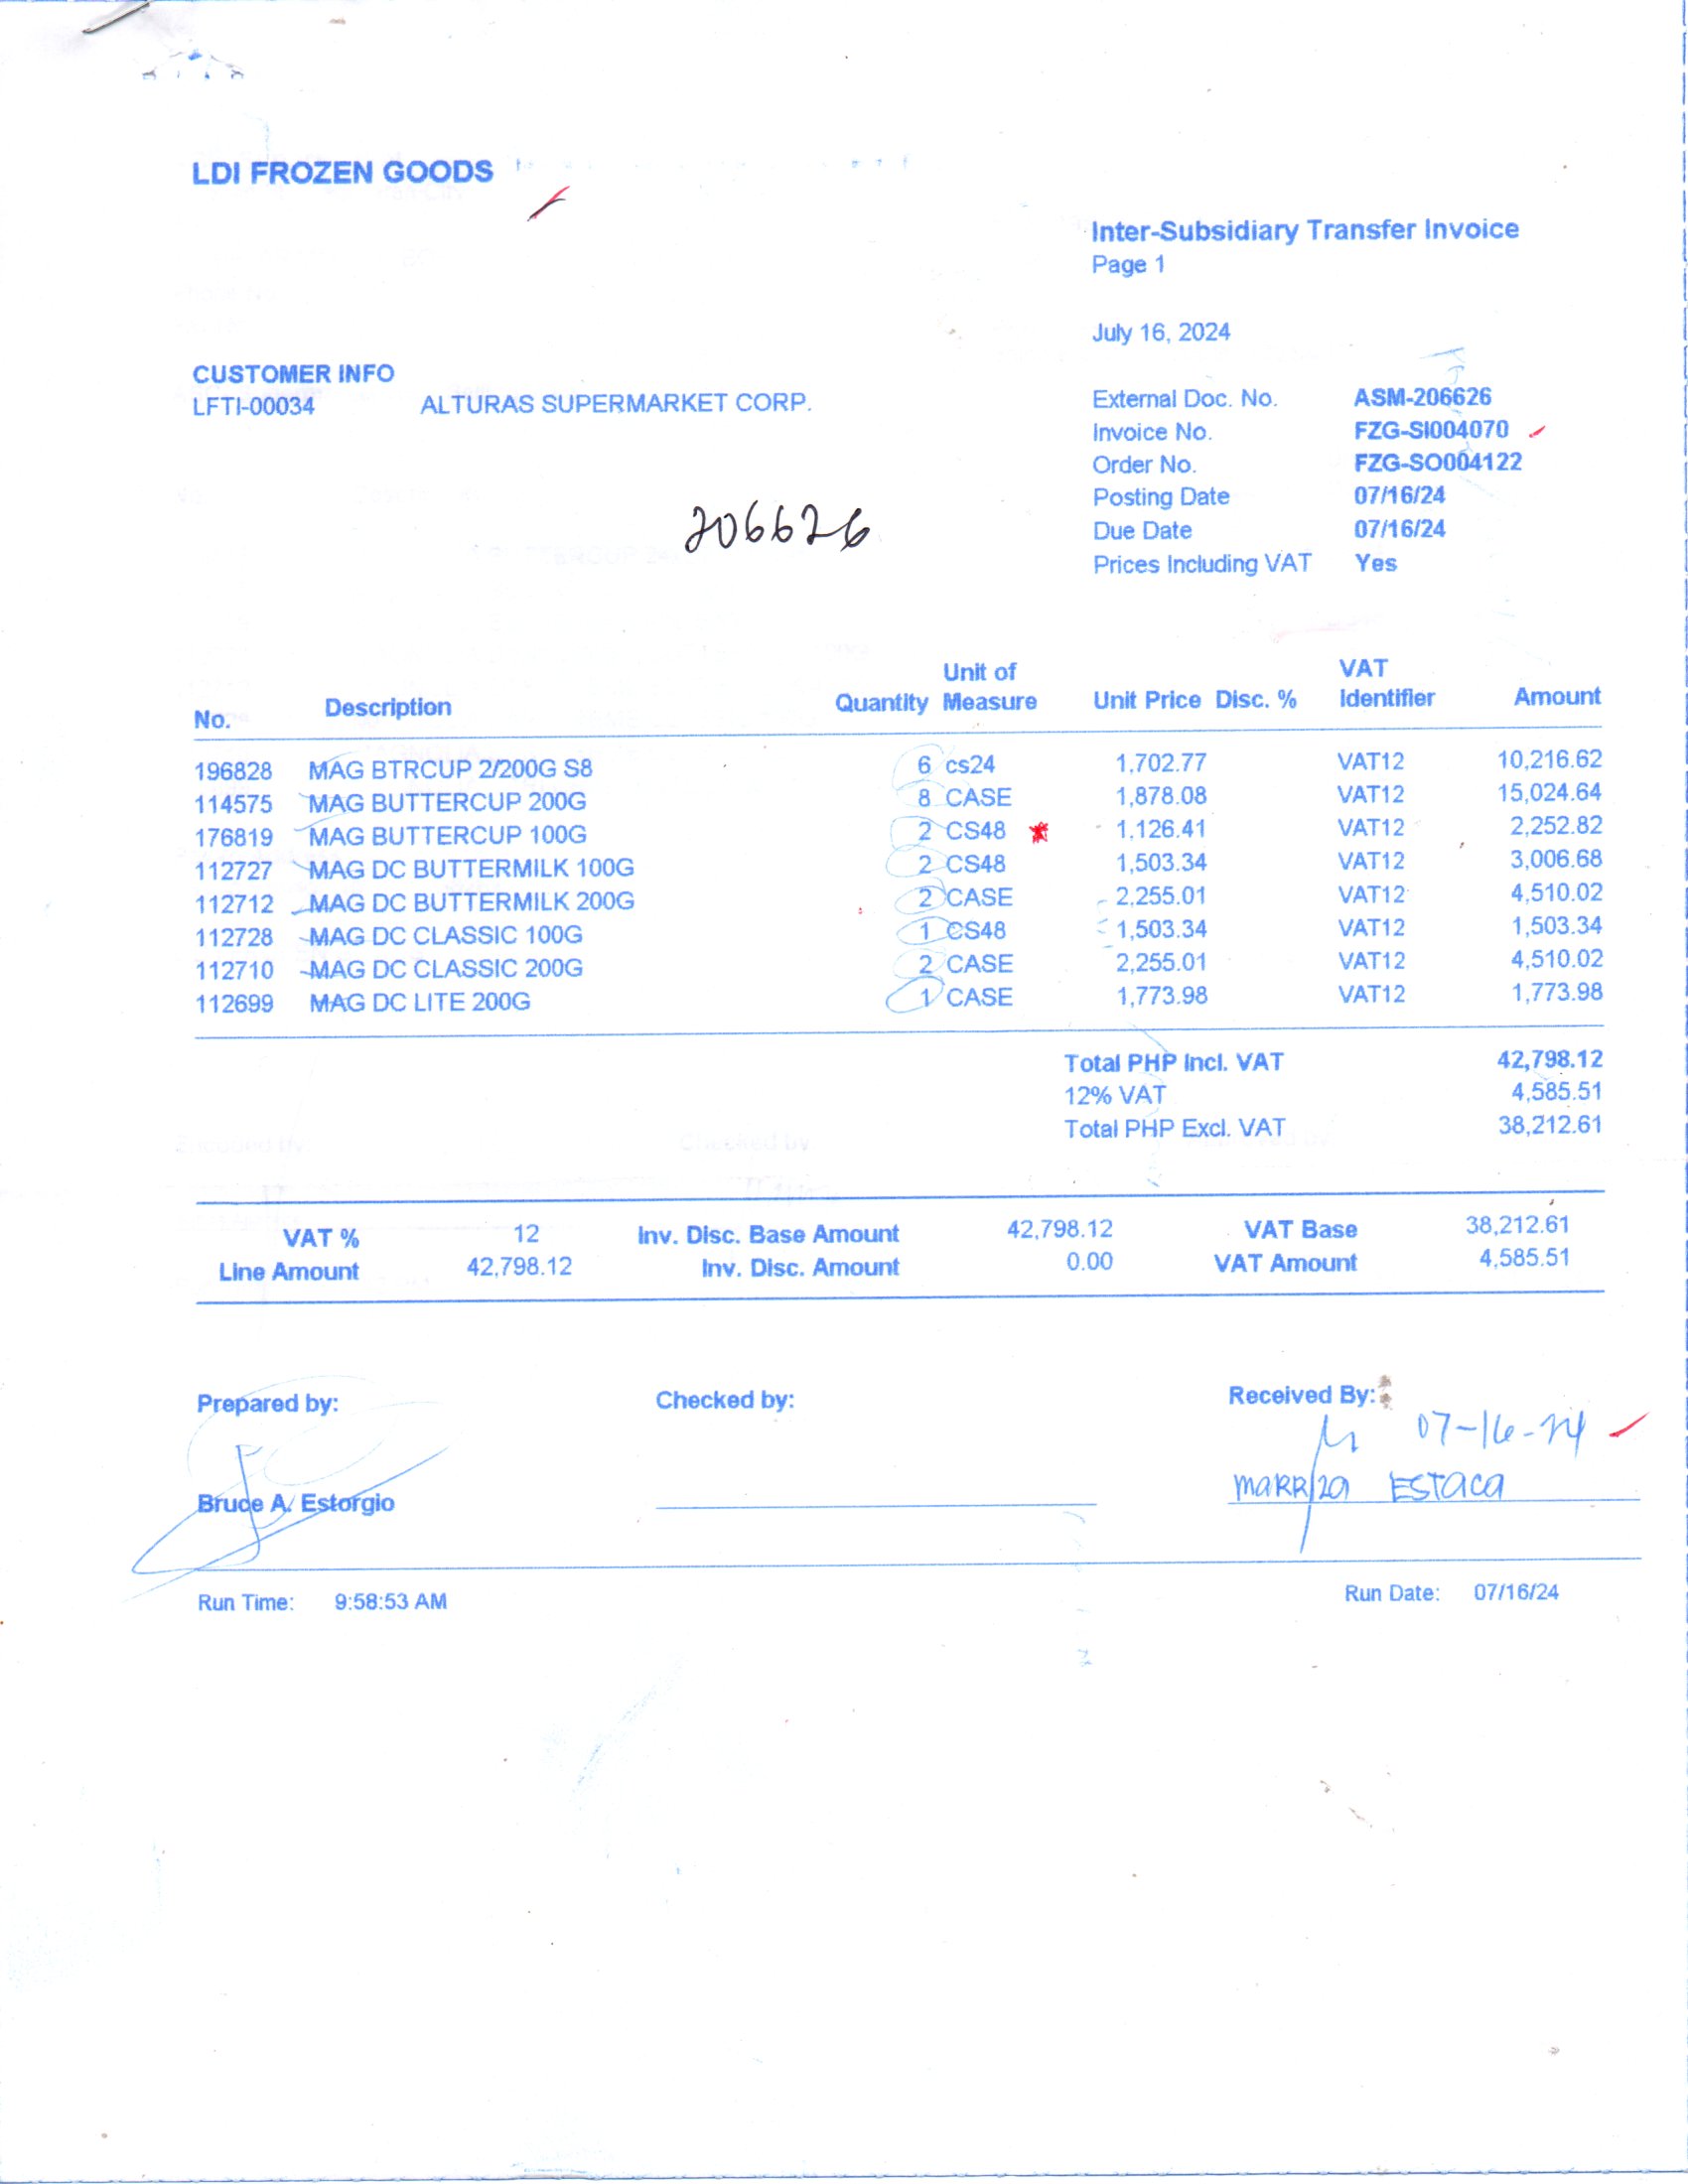 LDI FROZEN GOODS
Inter-Subsidiary Transfer Invoice
Page 1
July 16, 2024
CUSTOMER INFO
LFTI-00034 ALTURAS SUPERMARKET CORP.
External Doc. No. ASM-206626
Invoice No. FZG-SI004070
Order No. FZG-SO004122
Posting Date 07/16/24
Due Date 07/16/24
Prices Including VAT Yes
206626
No. Description Quantity Unit of Measure Unit Price Disc. % VAT Identifier Amount
196828 MAG BTRCUP 2/200G S8 6 cs24 1,702.77 VAT12 10,216.62
114575 MAG BUTTERCUP 200G 8 CASE 1,878.08 VAT12 15,024.64
176819 MAG BUTTERCUP 100G 2 CS48 1,126.41 VAT12 2,252.82
112727 MAG DC BUTTERMILK 100G 2 CS48 1,503.34 VAT12 3,006.68
112712 MAG DC BUTTERMILK 200G 2 CASE 2,255.01 VAT12 4,510.02
112728 MAG DC CLASSIC 100G 1 CS48 1,503.34 VAT12 1,503.34
112710 MAG DC CLASSIC 200G 2 CASE 2,255.01 VAT12 4,510.02
112699 MAG DC LITE 200G 1 CASE 1,773.98 VAT12 1,773.98
Total PHP Incl. VAT 42,798.12
12% VAT 4,585.51
Total PHP Excl. VAT 38,212.61
VAT % 12 Inv. Disc. Base Amount 42,798.12 VAT Base 38,212.61
Line Amount 42,798.12 Inv. Disc. Amount 0.00 VAT Amount 4,585.51
Prepared by: Checked by: Received By:
07-16-24
Bruce A. Estorgio
ESTACA
Run Time: 9:58:53 AM Run Date: 07/16/24